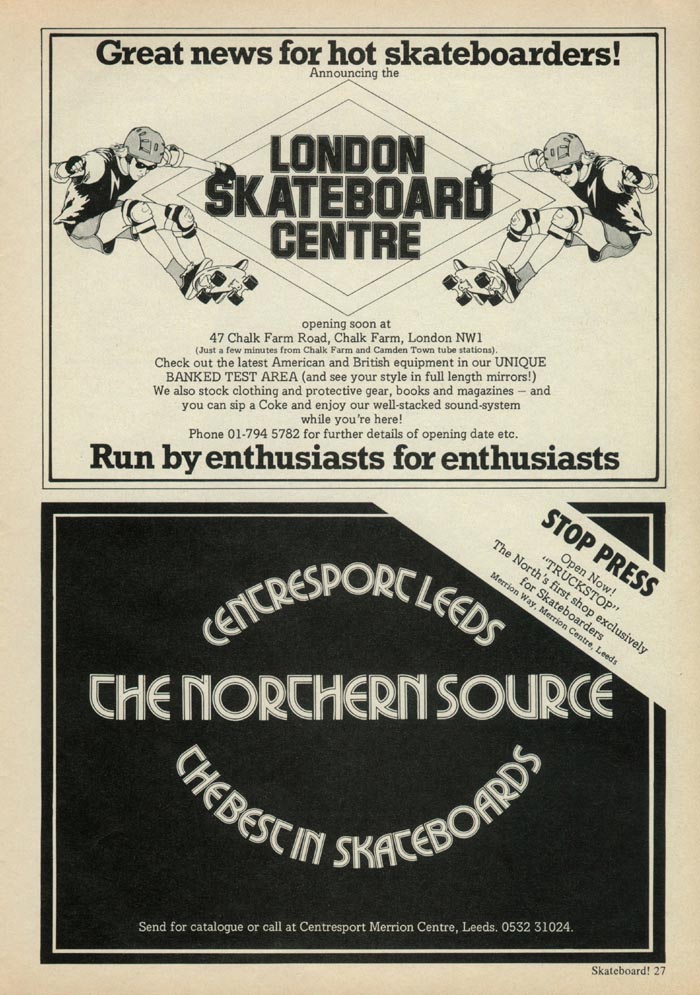 Great news for hot skateboarders!
Announcing the
LONDON
SKATEBOARD
CENTRE
opening soon at
47 Chalk Farm Road, Chalk Farm, London NW1
(Just a few minutes from Chalk Farm and Camden Town tube stations).
Check out the latest American and British equipment in our UNIQUE
BANKED TEST AREA (and see your style in full length mirrors!)
We also stock clothing and protective gear, books and magazines — and
you can sip a Coke and enjoy our well-stacked sound-system
while you're here!
Phone 01-794 5782 for further details of opening date etc.
Run by enthusiasts for enthusiasts
STOP PRESS
Open Now!
"TRUCKSTOP"
The North's first shop exclusively
for Skateboarders
Merrion Way, Merrion Centre, Leeds
CENTRESPORT LEEDS
THE NORTHERN SOURCE
THE BEST IN SKATEBOARDS
Send for catalogue or call at Centresport Merrion Centre, Leeds. 0532 31024.
Skateboard! 27